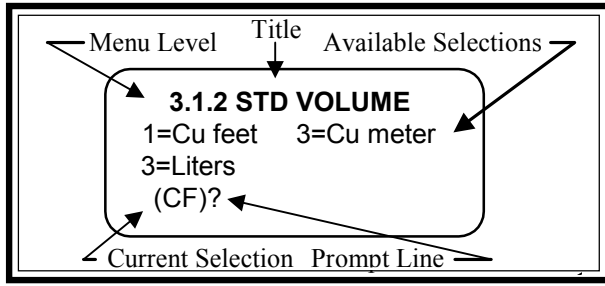 Menu Level Title Available Selections
3.1.2 STD VOLUME
1=Cu feet 3=Cu meter
3=Liters
(CF)?
Current Selection Prompt Line